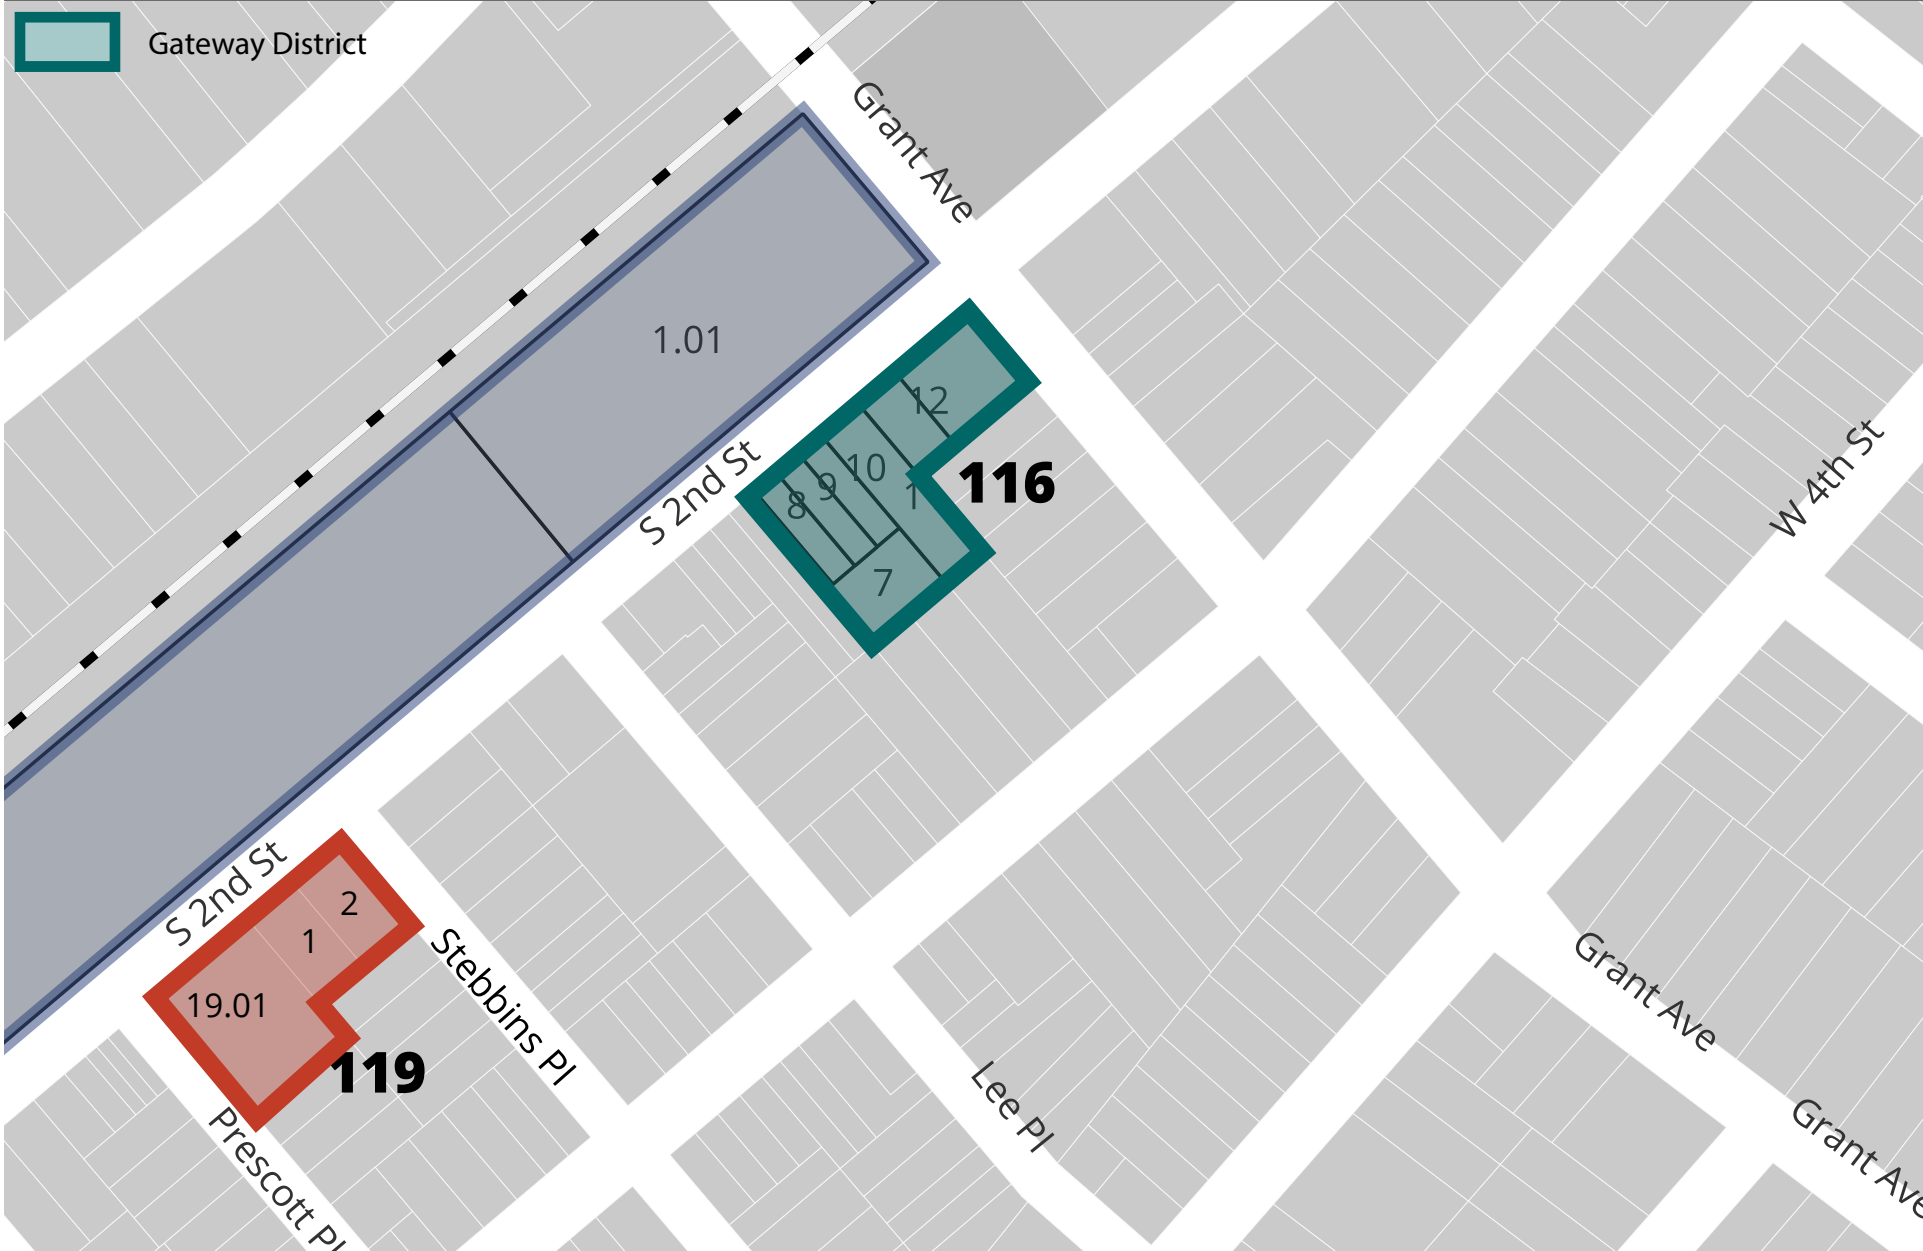 Gateway District
Grant Ave
1.01
12
S 2nd St
10
9
8
1
116
7
W 4th St
S 2nd St
2
1
19.01
119
Stebbins Pl
Prescott Pl
Lee Pl
Grant Ave
Grant Ave